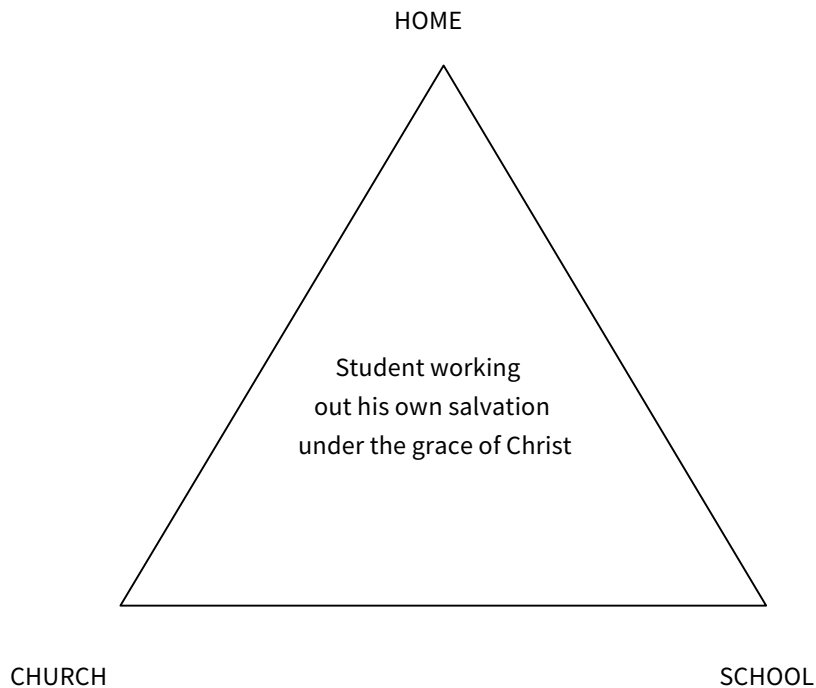 HOME
Student working
out his own salvation
under the grace of Christ
CHURCH
SCHOOL